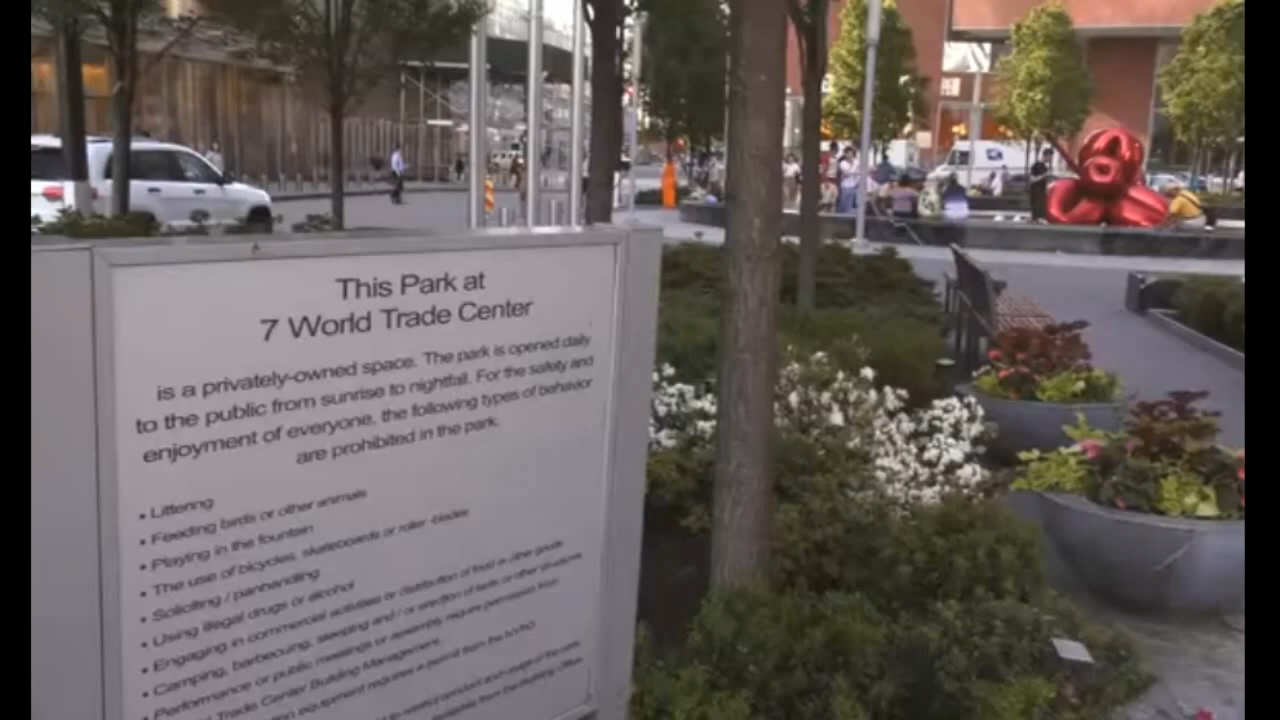 This Park at
7 World Trade Center
is a privately-owned space. The park is opened daily
to the public from sunrise to nightfall. For the safety and
enjoyment of everyone, the following types of behavior
are prohibited in the park:
• Littering
• Feeding birds or other animals
• Playing in the fountain
• The use of bicycles, skateboards or roller-blades
• Soliciting / panhandling
• Using illegal drugs or alcohol
• Engaging in commercial activities or distribution of food or other goods
• Camping, barbecuing, sleeping and / or erection of tents or other structures
• Performance or public meetings or assembly require permission from
Trade Center Building Management.
equipment requires a permit from the